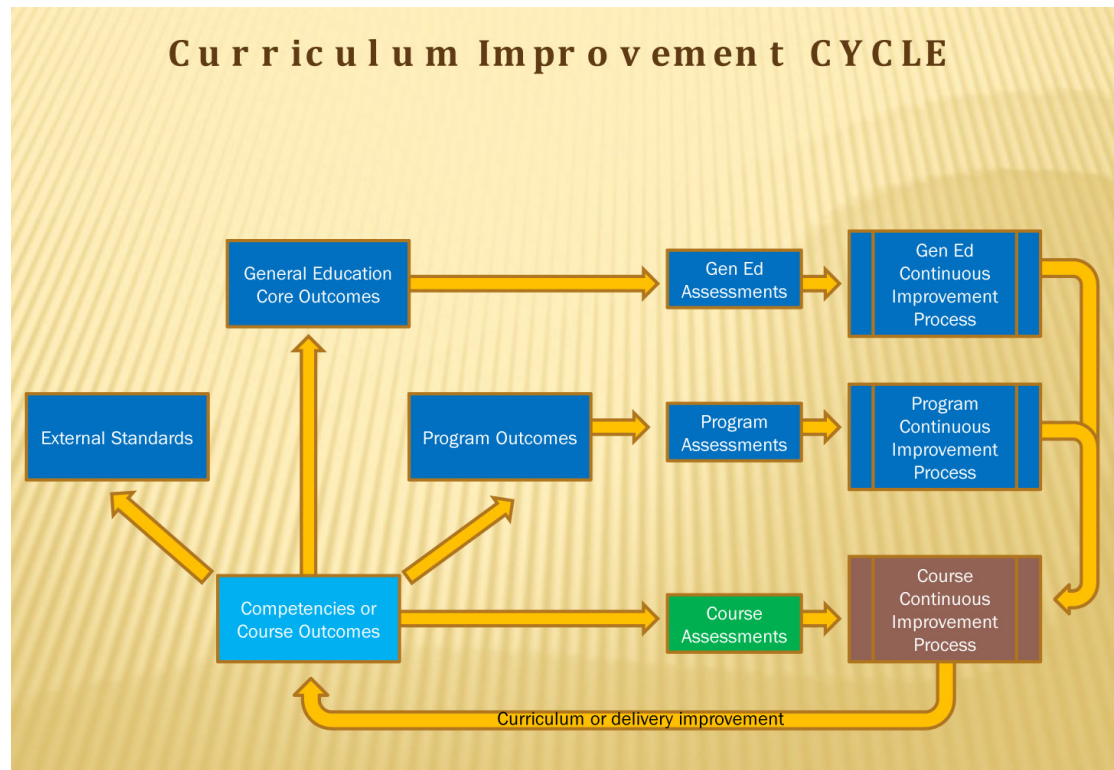 Curriculum Improvement CYCLE
General Education
Core Outcomes
Gen Ed
Assessments
Gen Ed
Continuous
Improvement
Process
External Standards
Program Outcomes
Program
Assessments
Program
Continuous
Improvement
Process
Competencies or
Course Outcomes
Course
Assessments
Course
Continuous
Improvement
Process
Curriculum or delivery improvement